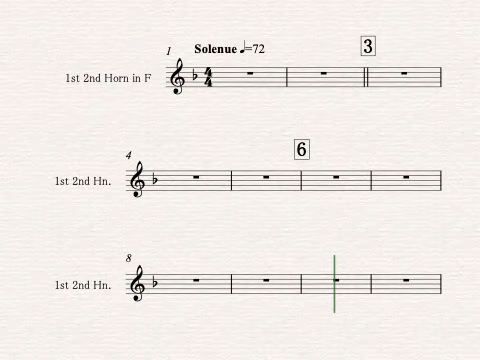 1 Solenue ♩=72 3
1st 2nd Horn in F
4 6
1st 2nd Hn.
8
1st 2nd Hn.